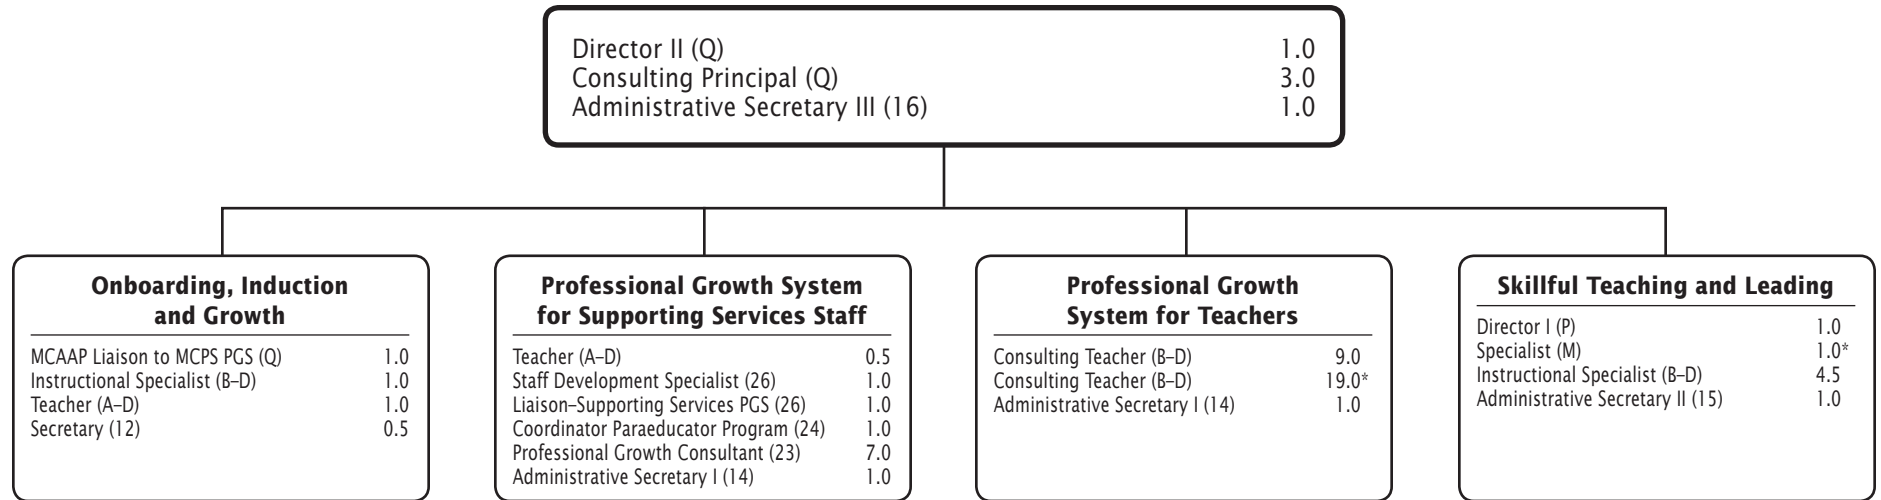 Director II (Q) 1.0
Consulting Principal (Q) 3.0
Administrative Secretary III (16) 1.0
Onboarding, Induction
and Growth
MCAAP Liaison to MCPS PGS (Q) 1.0
Instructional Specialist (B–D) 1.0
Teacher (A–D) 1.0
Secretary (12) 0.5
Professional Growth System
for Supporting Services Staff
Teacher (A–D) 0.5
Staff Development Specialist (26) 1.0
Liaison–Supporting Services PGS (26) 1.0
Coordinator Paraeducator Program (24) 1.0
Professional Growth Consultant (23) 7.0
Administrative Secretary I (14) 1.0
Professional Growth
System for Teachers
Consulting Teacher (B–D) 9.0
Consulting Teacher (B–D) 19.0*
Administrative Secretary I (14) 1.0
Skillful Teaching and Leading
Director I (P) 1.0
Specialist (M) 1.0*
Instructional Specialist (B–D) 4.5
Administrative Secretary II (15) 1.0